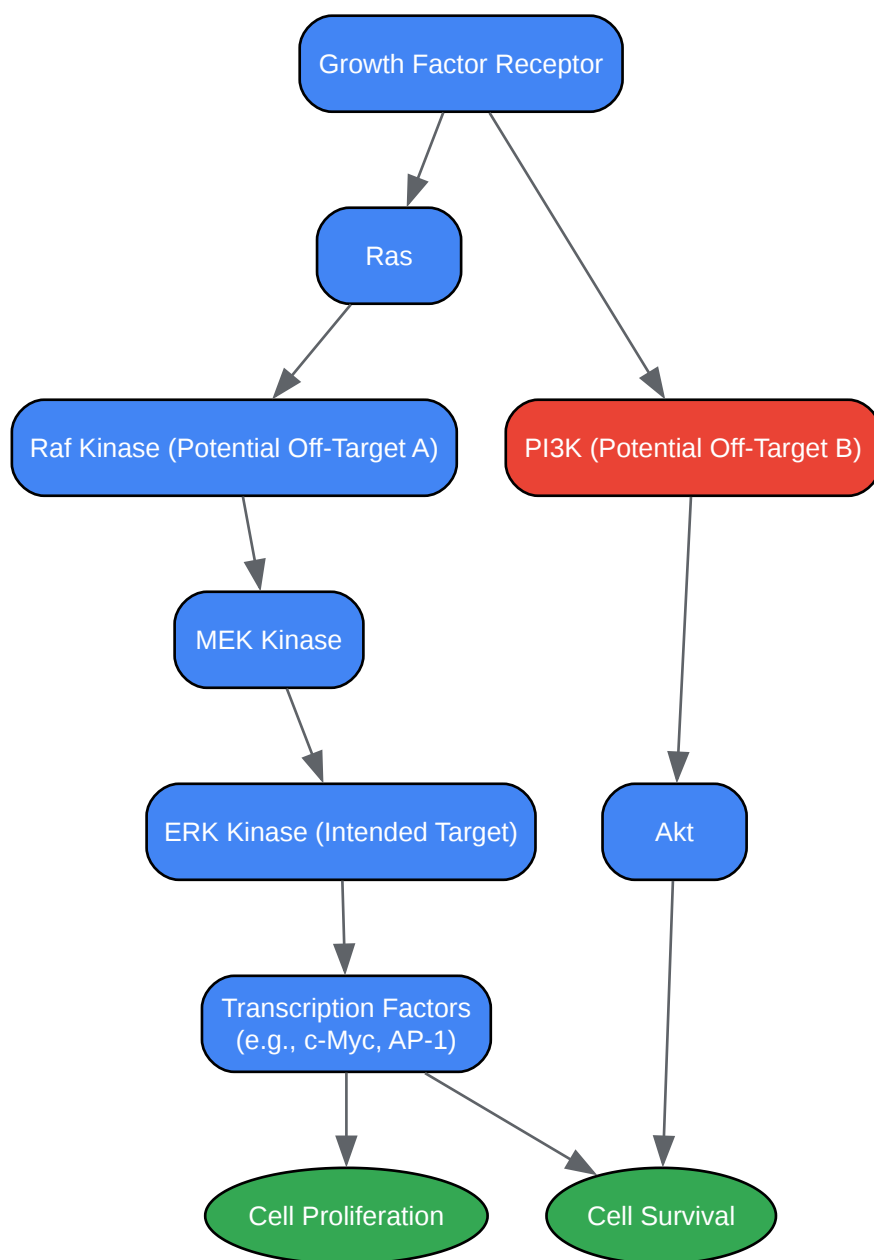 Growth Factor Receptor
Ras
Raf Kinase (Potential Off-Target A)
PI3K (Potential Off-Target B)
MEK Kinase
ERK Kinase (Intended Target)
Akt
Transcription Factors
(e.g., c-Myc, AP-1)
Cell Proliferation
Cell Survival